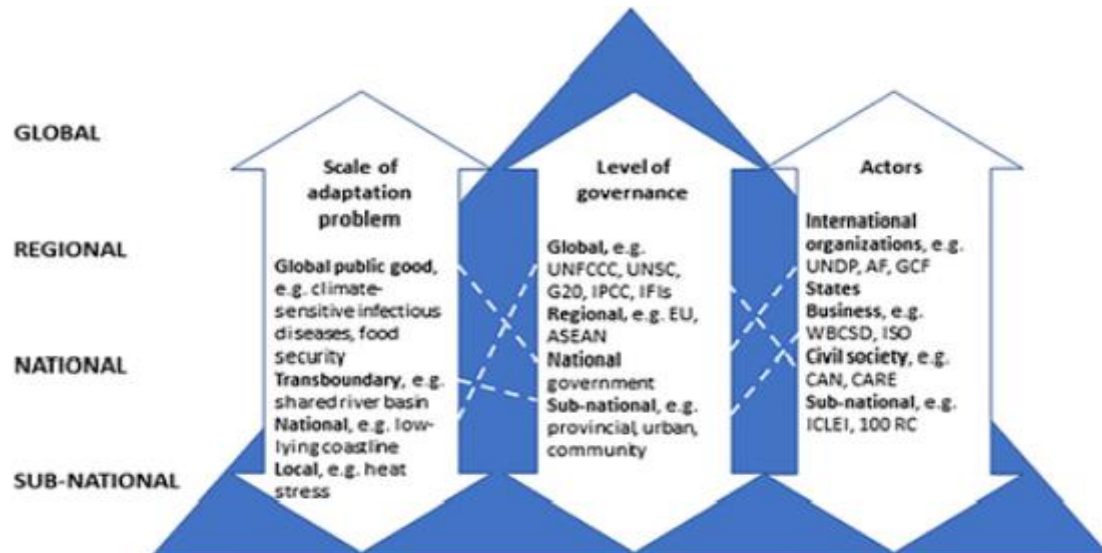 GLOBAL
REGIONAL
NATIONAL
SUB-NATIONAL
Scale of
adaptation
problem
Global public good,
e.g. climate-
sensitive infectious
diseases, food
security
Transboundary, e.g.
shared river basin
National, e.g. low-
lying coastline
Local, e.g. heat
stress
Level of
governance
Global, e.g.
UNFCCC, UNSC,
G20, IPCC, IFIs
Regional, e.g. EU,
ASEAN
National
government
Sub-national, e.g.
provincial, urban,
community
Actors
International
organizations, e.g.
UNDP, AF, GCF
States
Business, e.g.
WBCSD, ISO
Civil society, e.g.
CAN, CARE
Sub-national, e.g.
ICLEI, 100 RC